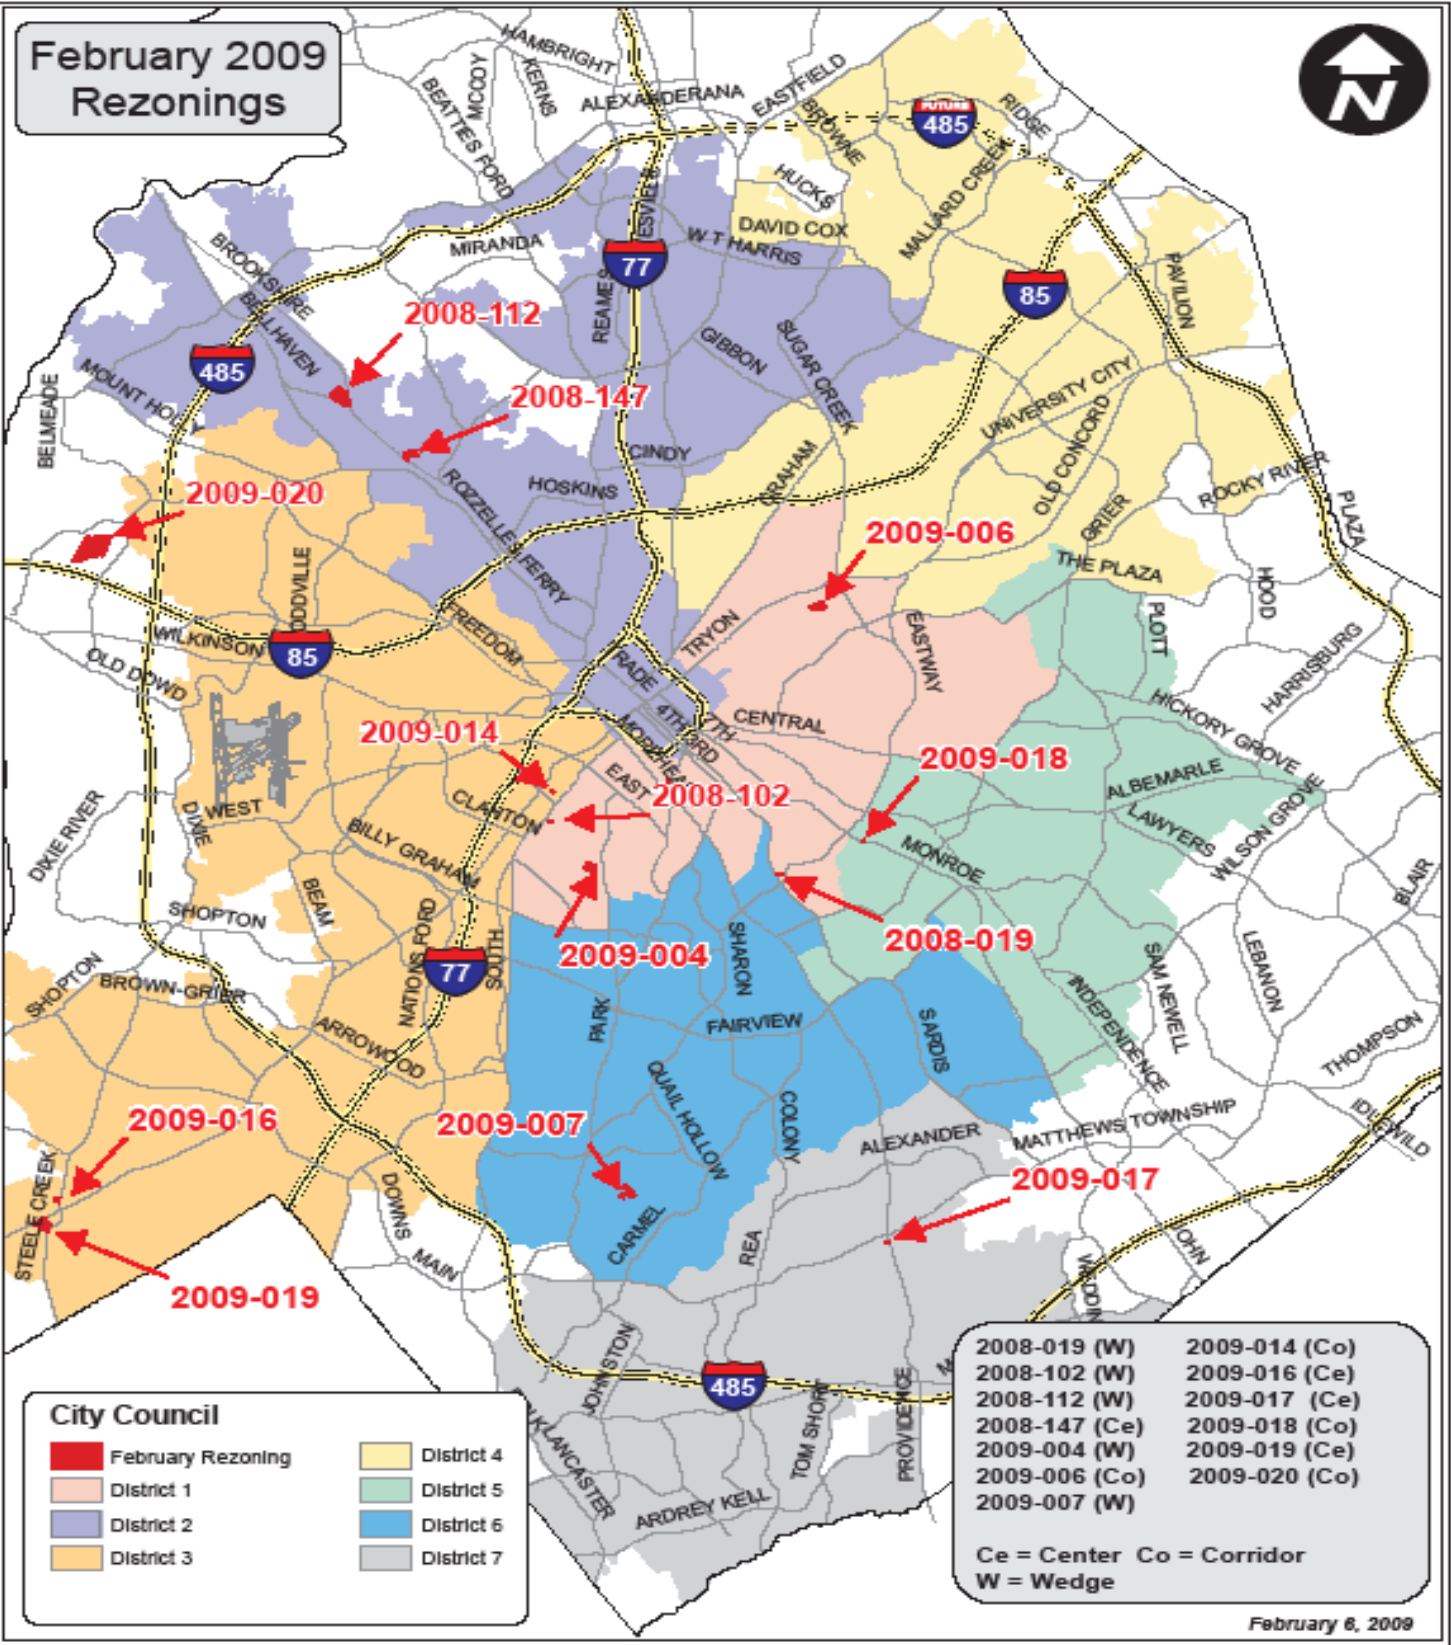 February 2009
Rezonings
N
HAMBRIGHT
MCCOY
KERNS
BEATTIES FORD
ALEXANDERANA
EASTFIELD
BROWNE
FUTURE
485
RIDGE
HUCKS
MALLARD CREEK
DAVID COX
W T HARRIS
MIRANDA
77
REAMES
BROOKSHIRE
BELLHAVEN
85
PAVILION
2008-112
GIBBON
SUGAR CREEK
485
MOUNT HOLLY
BELMEADE
2008-147
UNIVERSITY CITY
OLD CONCORD
CINDY
GRAHAM
HOSKINS
ROZZELLES FERRY
2009-020
GRIER
ROCKY RIVER
PLAZA
2009-006
THE PLAZA
HOOD
PLOTT
FREEDOM
WILKINSON
85
OLD DOWD
TRYON
EASTWAY
HARRISBURG
HICKORY GROVE
4TH
7TH
CENTRAL
2009-014
2009-018
EAST
2008-102
CLANTON
ALBEMARLE
LAWYERS
WILSON GROVE
WEST
DIXIE
DIXIE RIVER
BILLY GRAHAM
MONROE
BLAIR
BEAM
SHOPTON
NATIONS FORD
SOUTH
77
2009-004
SHARON
2008-019
SAM NEWELL
LEBANON
INDEPENDENCE
SHOPTON
BROWN-GRIER
ARROWOOD
PARK
FAIRVIEW
SARDIS
THOMPSON
IDLEWILD
QUAIL HOLLOW
COLONY
2009-016
2009-007
ALEXANDER
MATTHEWS TOWNSHIP
2009-017
STEELE CREEK
DOWNS
MAIN
CARMEL
REA
JOHN
2009-019
JOHNSTON
485
TOM SHORT
PROVIDENCE
LANCASTER
ARDREY KELL
City Council
February Rezoning
District 1
District 2
District 3
District 4
District 5
District 6
District 7
2008-019 (W) 2009-014 (Co)
2008-102 (W) 2009-016 (Ce)
2008-112 (W) 2009-017 (Ce)
2008-147 (Ce) 2009-018 (Co)
2009-004 (W) 2009-019 (Ce)
2009-006 (Co) 2009-020 (Co)
2009-007 (W)
Ce = Center Co = Corridor
W = Wedge
February 6, 2009